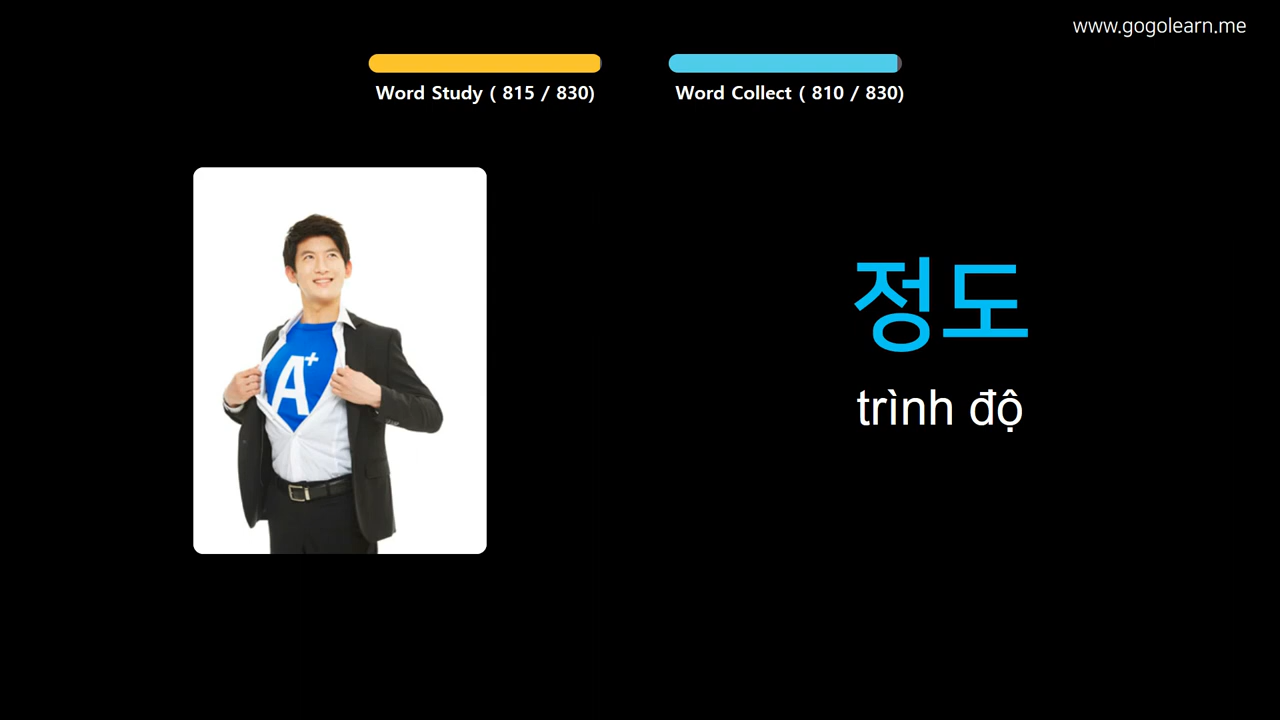 www.gogolearn.me
Word Study ( 815 / 830)
Word Collect ( 810 / 830)
A+
정도
trình độ